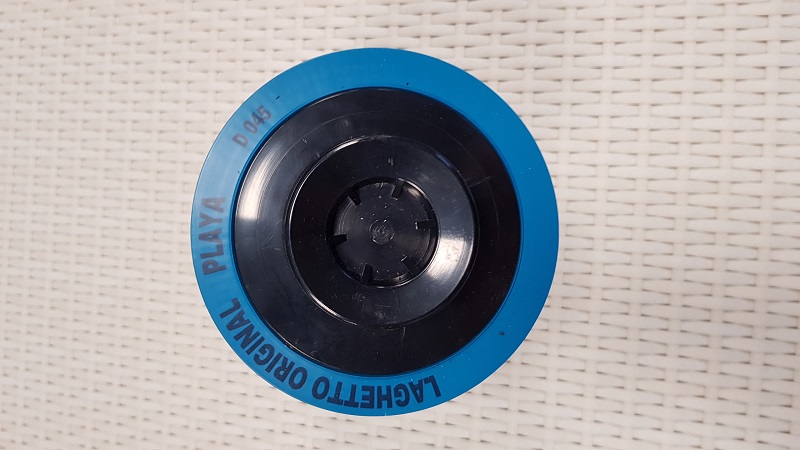 LAGHETTO ORIGINAL PLAYA D 045